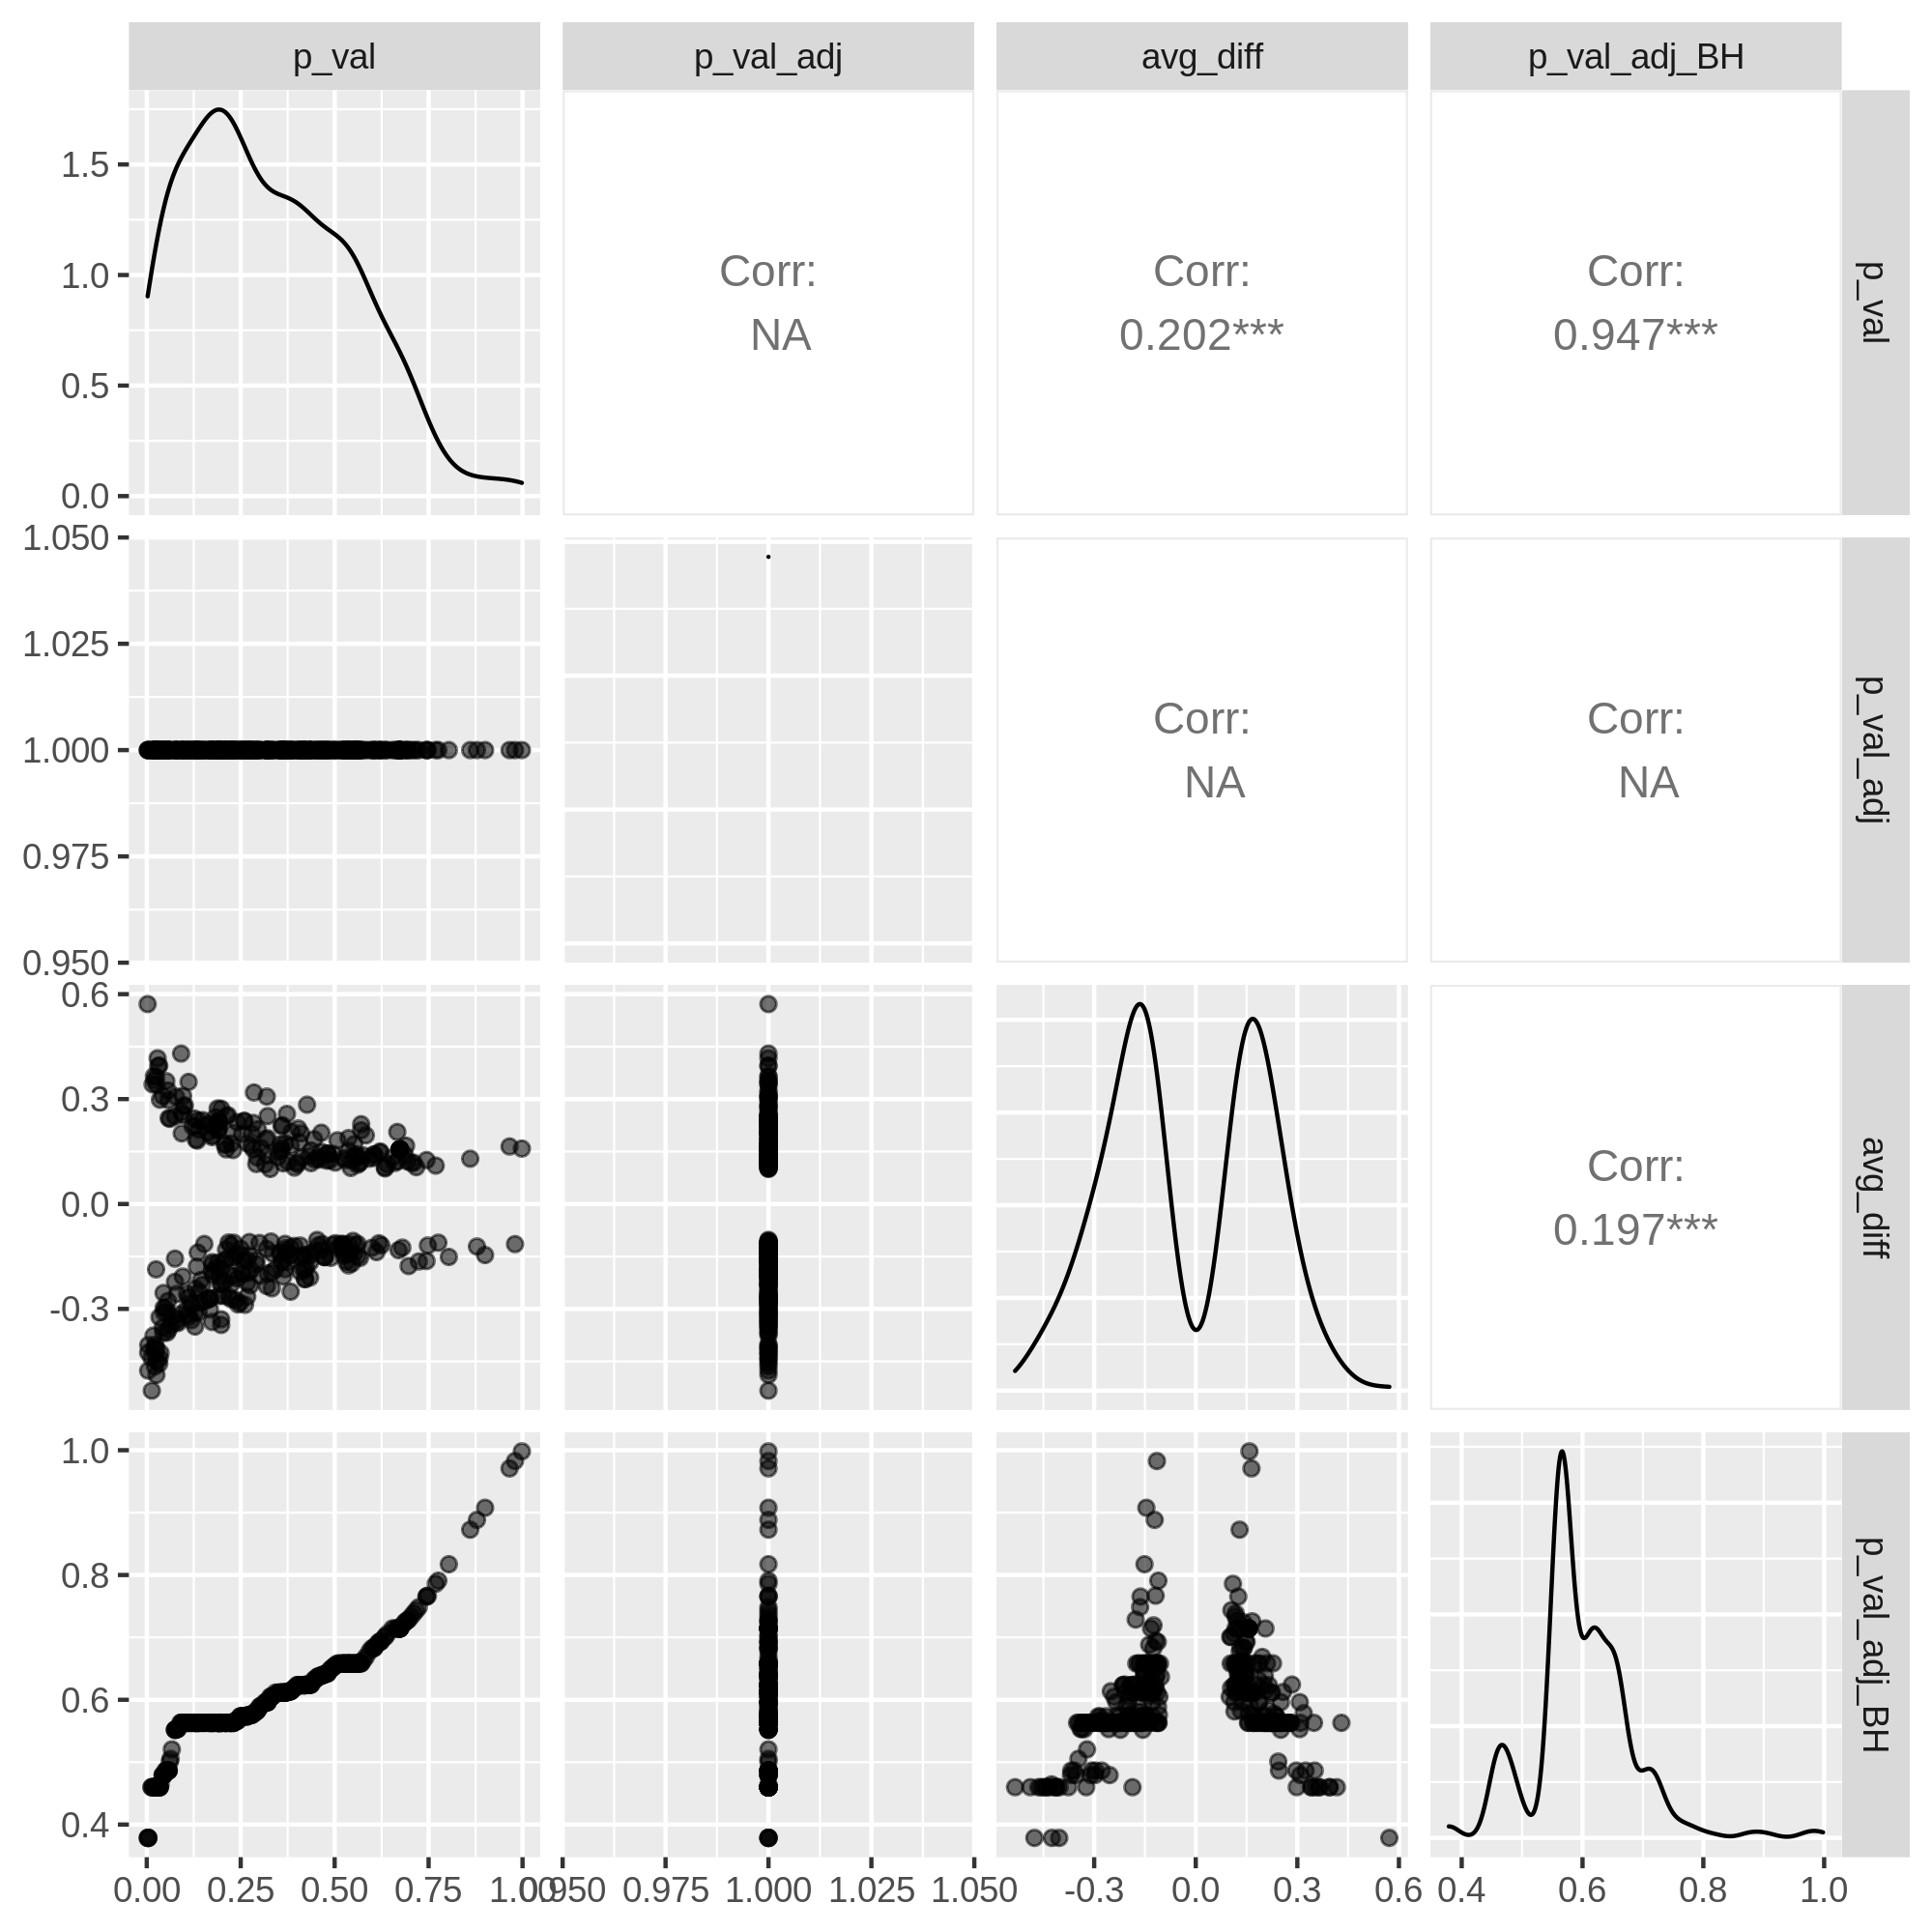 p_val
p_val_adj
avg_diff
p_val_adj_BH
1.5
1.0
0.5
0.0
Corr:
NA
Corr:
0.202***
Corr:
0.947***
p_val
1.050
1.025
1.000
0.975
0.950
Corr:
NA
Corr:
NA
p_val_adj
0.6
0.3
0.0
-0.3
Corr:
0.197***
avg_diff
1.0
0.8
0.6
0.4
p_val_adj_BH
0.00 0.25 0.50 0.75 1.00
0.950 0.975 1.000 1.025 1.050
-0.3 0.0 0.3 0.6
0.4 0.6 0.8 1.0